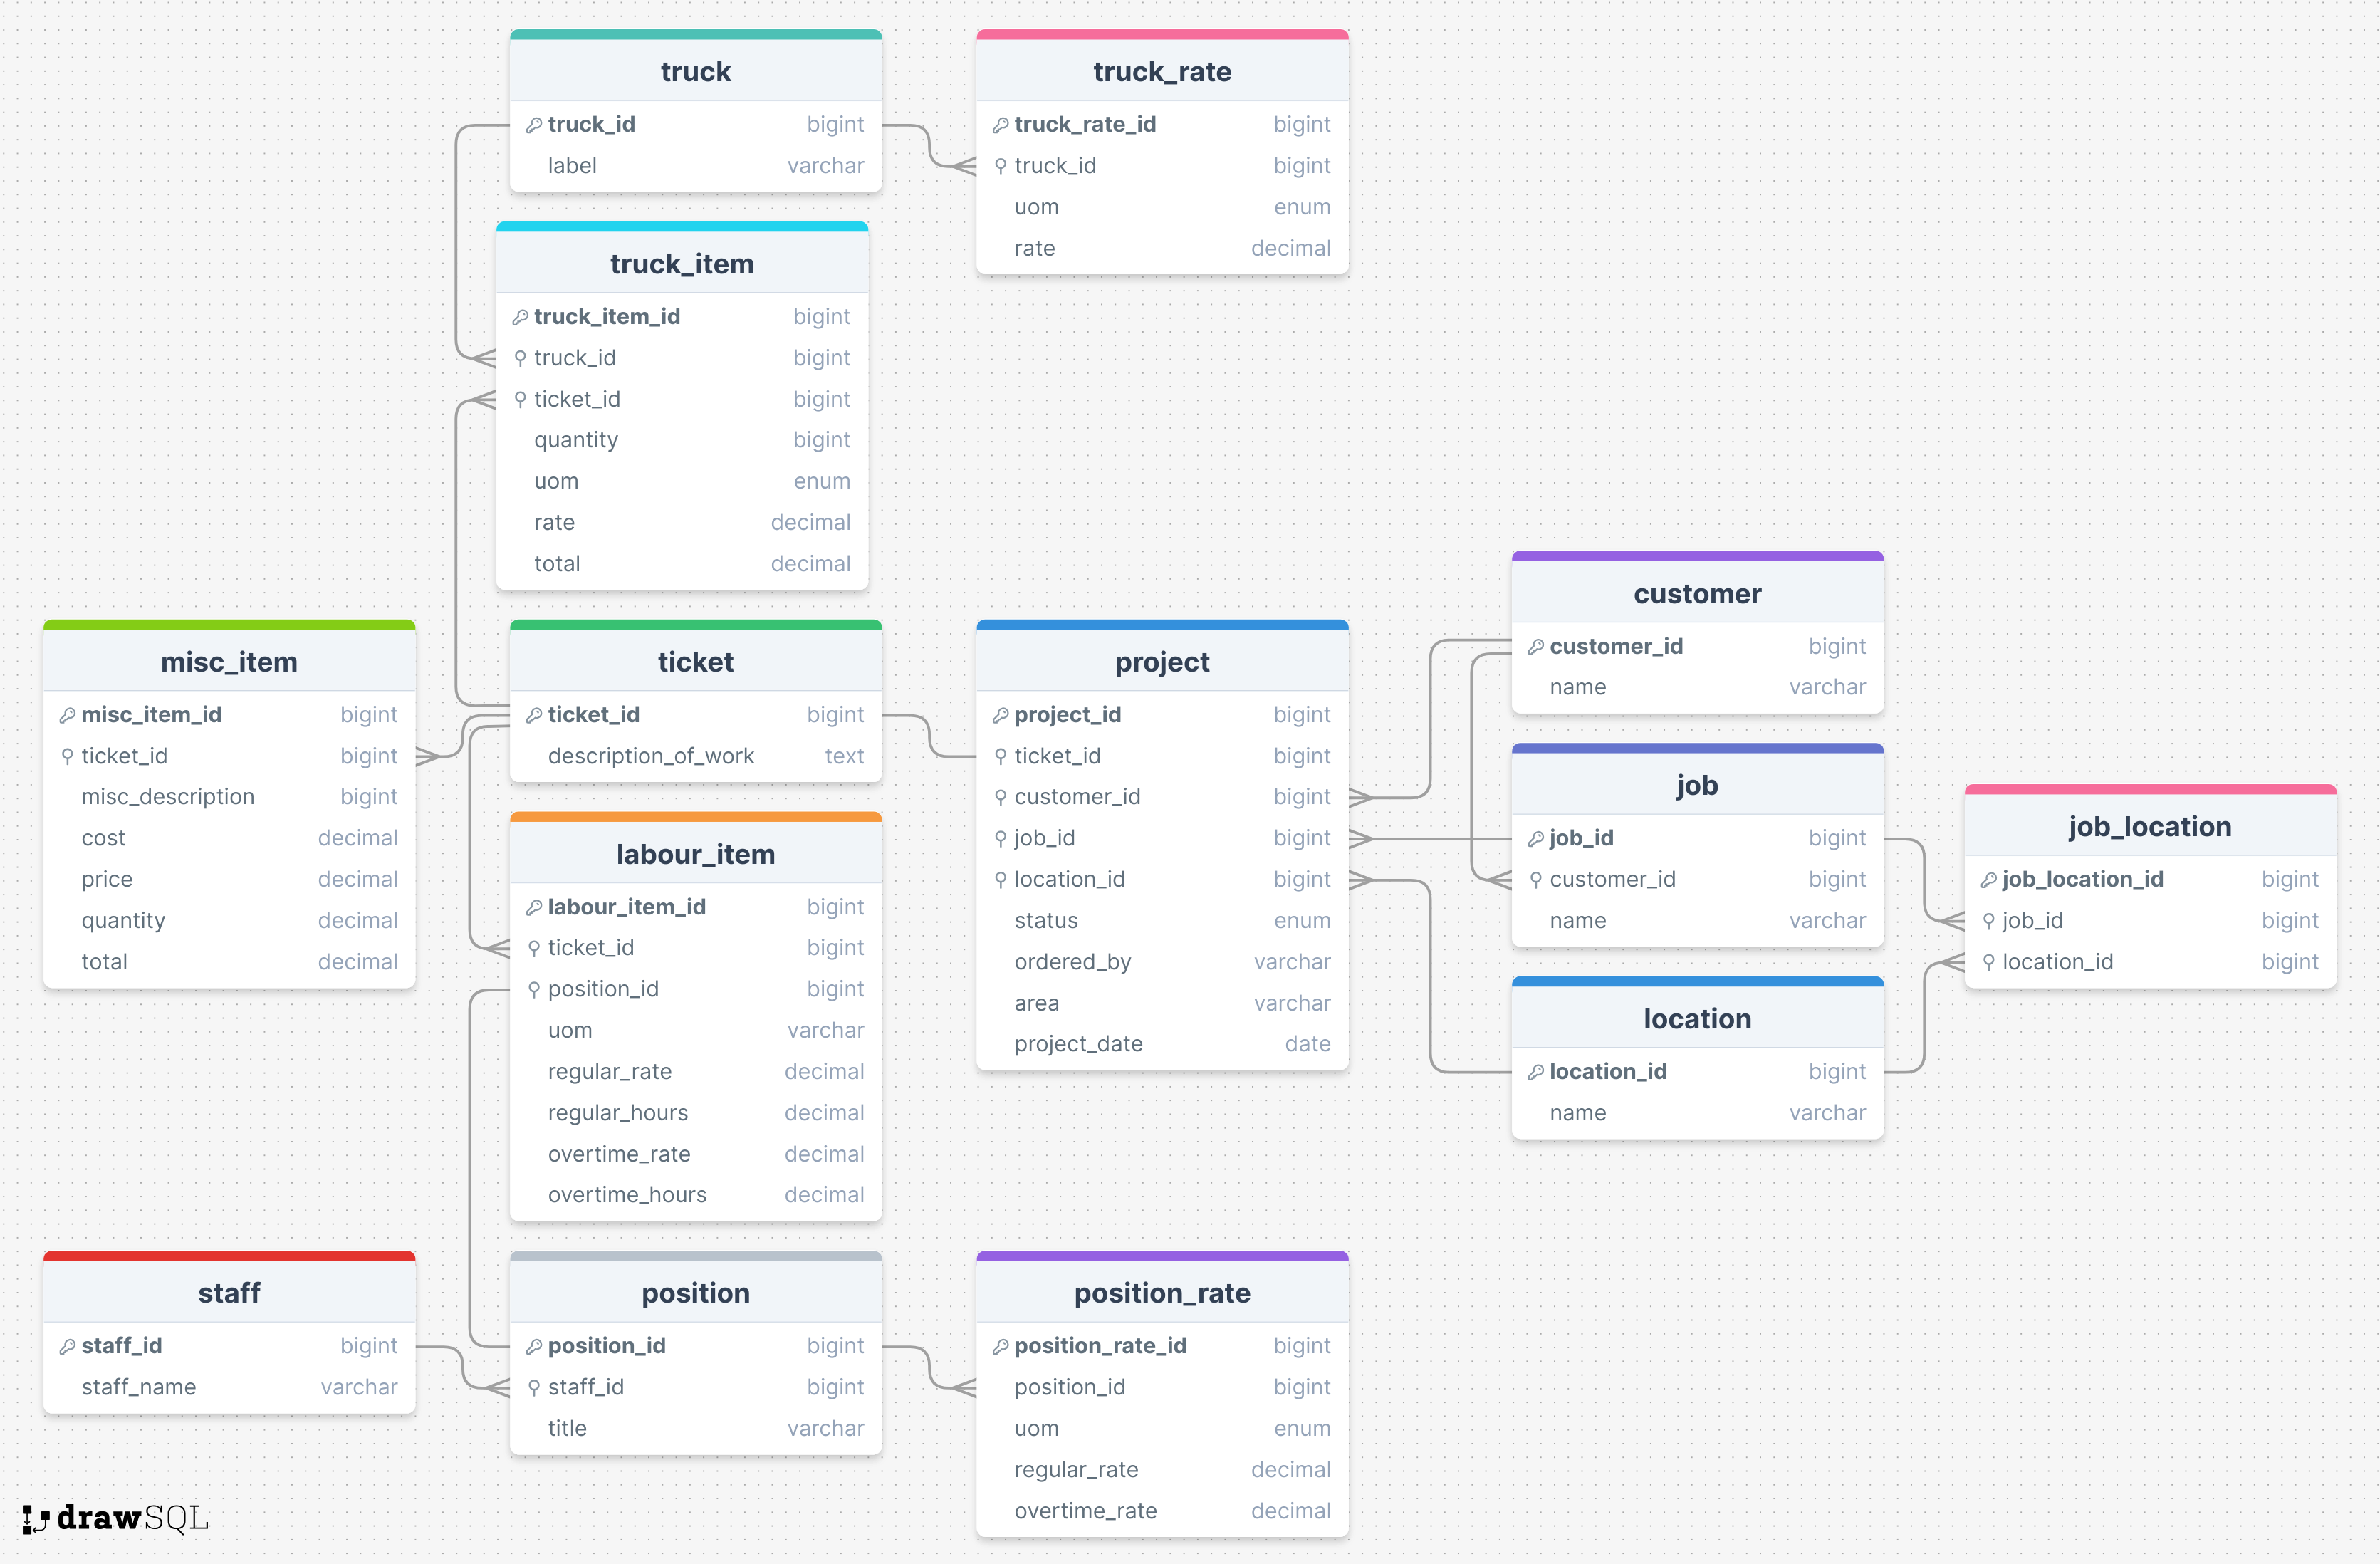 truck
truck_id bigint
label varchar
truck_rate
truck_rate_id bigint
truck_id bigint
uom enum
rate decimal
truck_item
truck_item_id bigint
truck_id bigint
ticket_id bigint
quantity bigint
uom enum
rate decimal
total decimal
misc_item
misc_item_id bigint
ticket_id bigint
misc_description bigint
cost decimal
price decimal
quantity decimal
total decimal
ticket
ticket_id bigint
description_of_work text
project
project_id bigint
ticket_id bigint
customer_id bigint
job_id bigint
location_id bigint
status enum
ordered_by varchar
area varchar
project_date date
customer
customer_id bigint
name varchar
job
job_id bigint
customer_id bigint
name varchar
job_location
job_location_id bigint
job_id bigint
location_id bigint
location
location_id bigint
name varchar
labour_item
labour_item_id bigint
ticket_id bigint
position_id bigint
uom varchar
regular_rate decimal
regular_hours decimal
overtime_rate decimal
overtime_hours decimal
staff
staff_id bigint
staff_name varchar
position
position_id bigint
staff_id bigint
title varchar
position_rate
position_rate_id bigint
position_id bigint
uom enum
regular_rate decimal
overtime_rate decimal
drawSQL